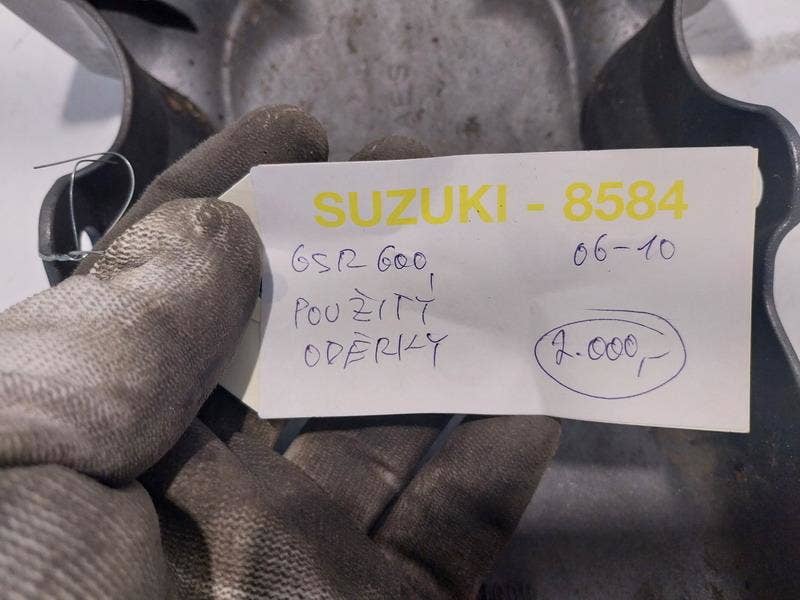 SUZUKI - 8584
GSR 600, 06-10
POUŽITÝ
ODĚRKY 2.000,-